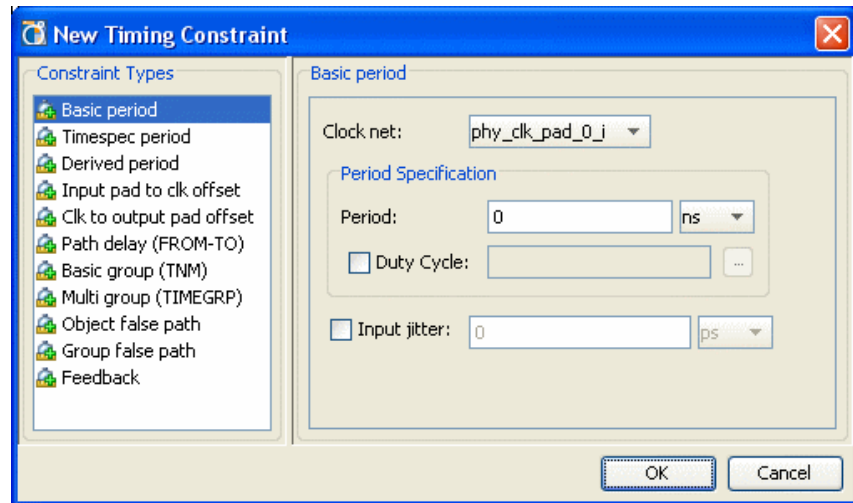 New Timing Constraint
Constraint Types
Basic period
Timespec period
Derived period
Input pad to clk offset
Clk to output pad offset
Path delay (FROM-TO)
Basic group (TNM)
Multi group (TIMEGRP)
Object false path
Group false path
Feedback
Basic period
Clock net: phy_clk_pad_0_i
Period Specification
Period: 0 ns
Duty Cycle: ...
Input jitter: 0 ps
OK Cancel